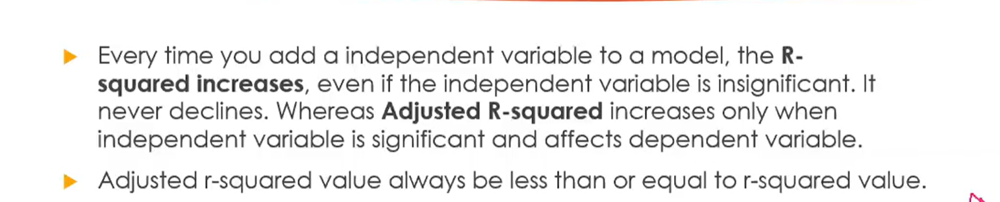 Every time you add a independent variable to a model, the R-
squared increases, even if the independent variable is insignificant. It
never declines. Whereas Adjusted R-squared increases only when
independent variable is significant and affects dependent variable.
Adjusted r-squared value always be less than or equal to r-squared value.